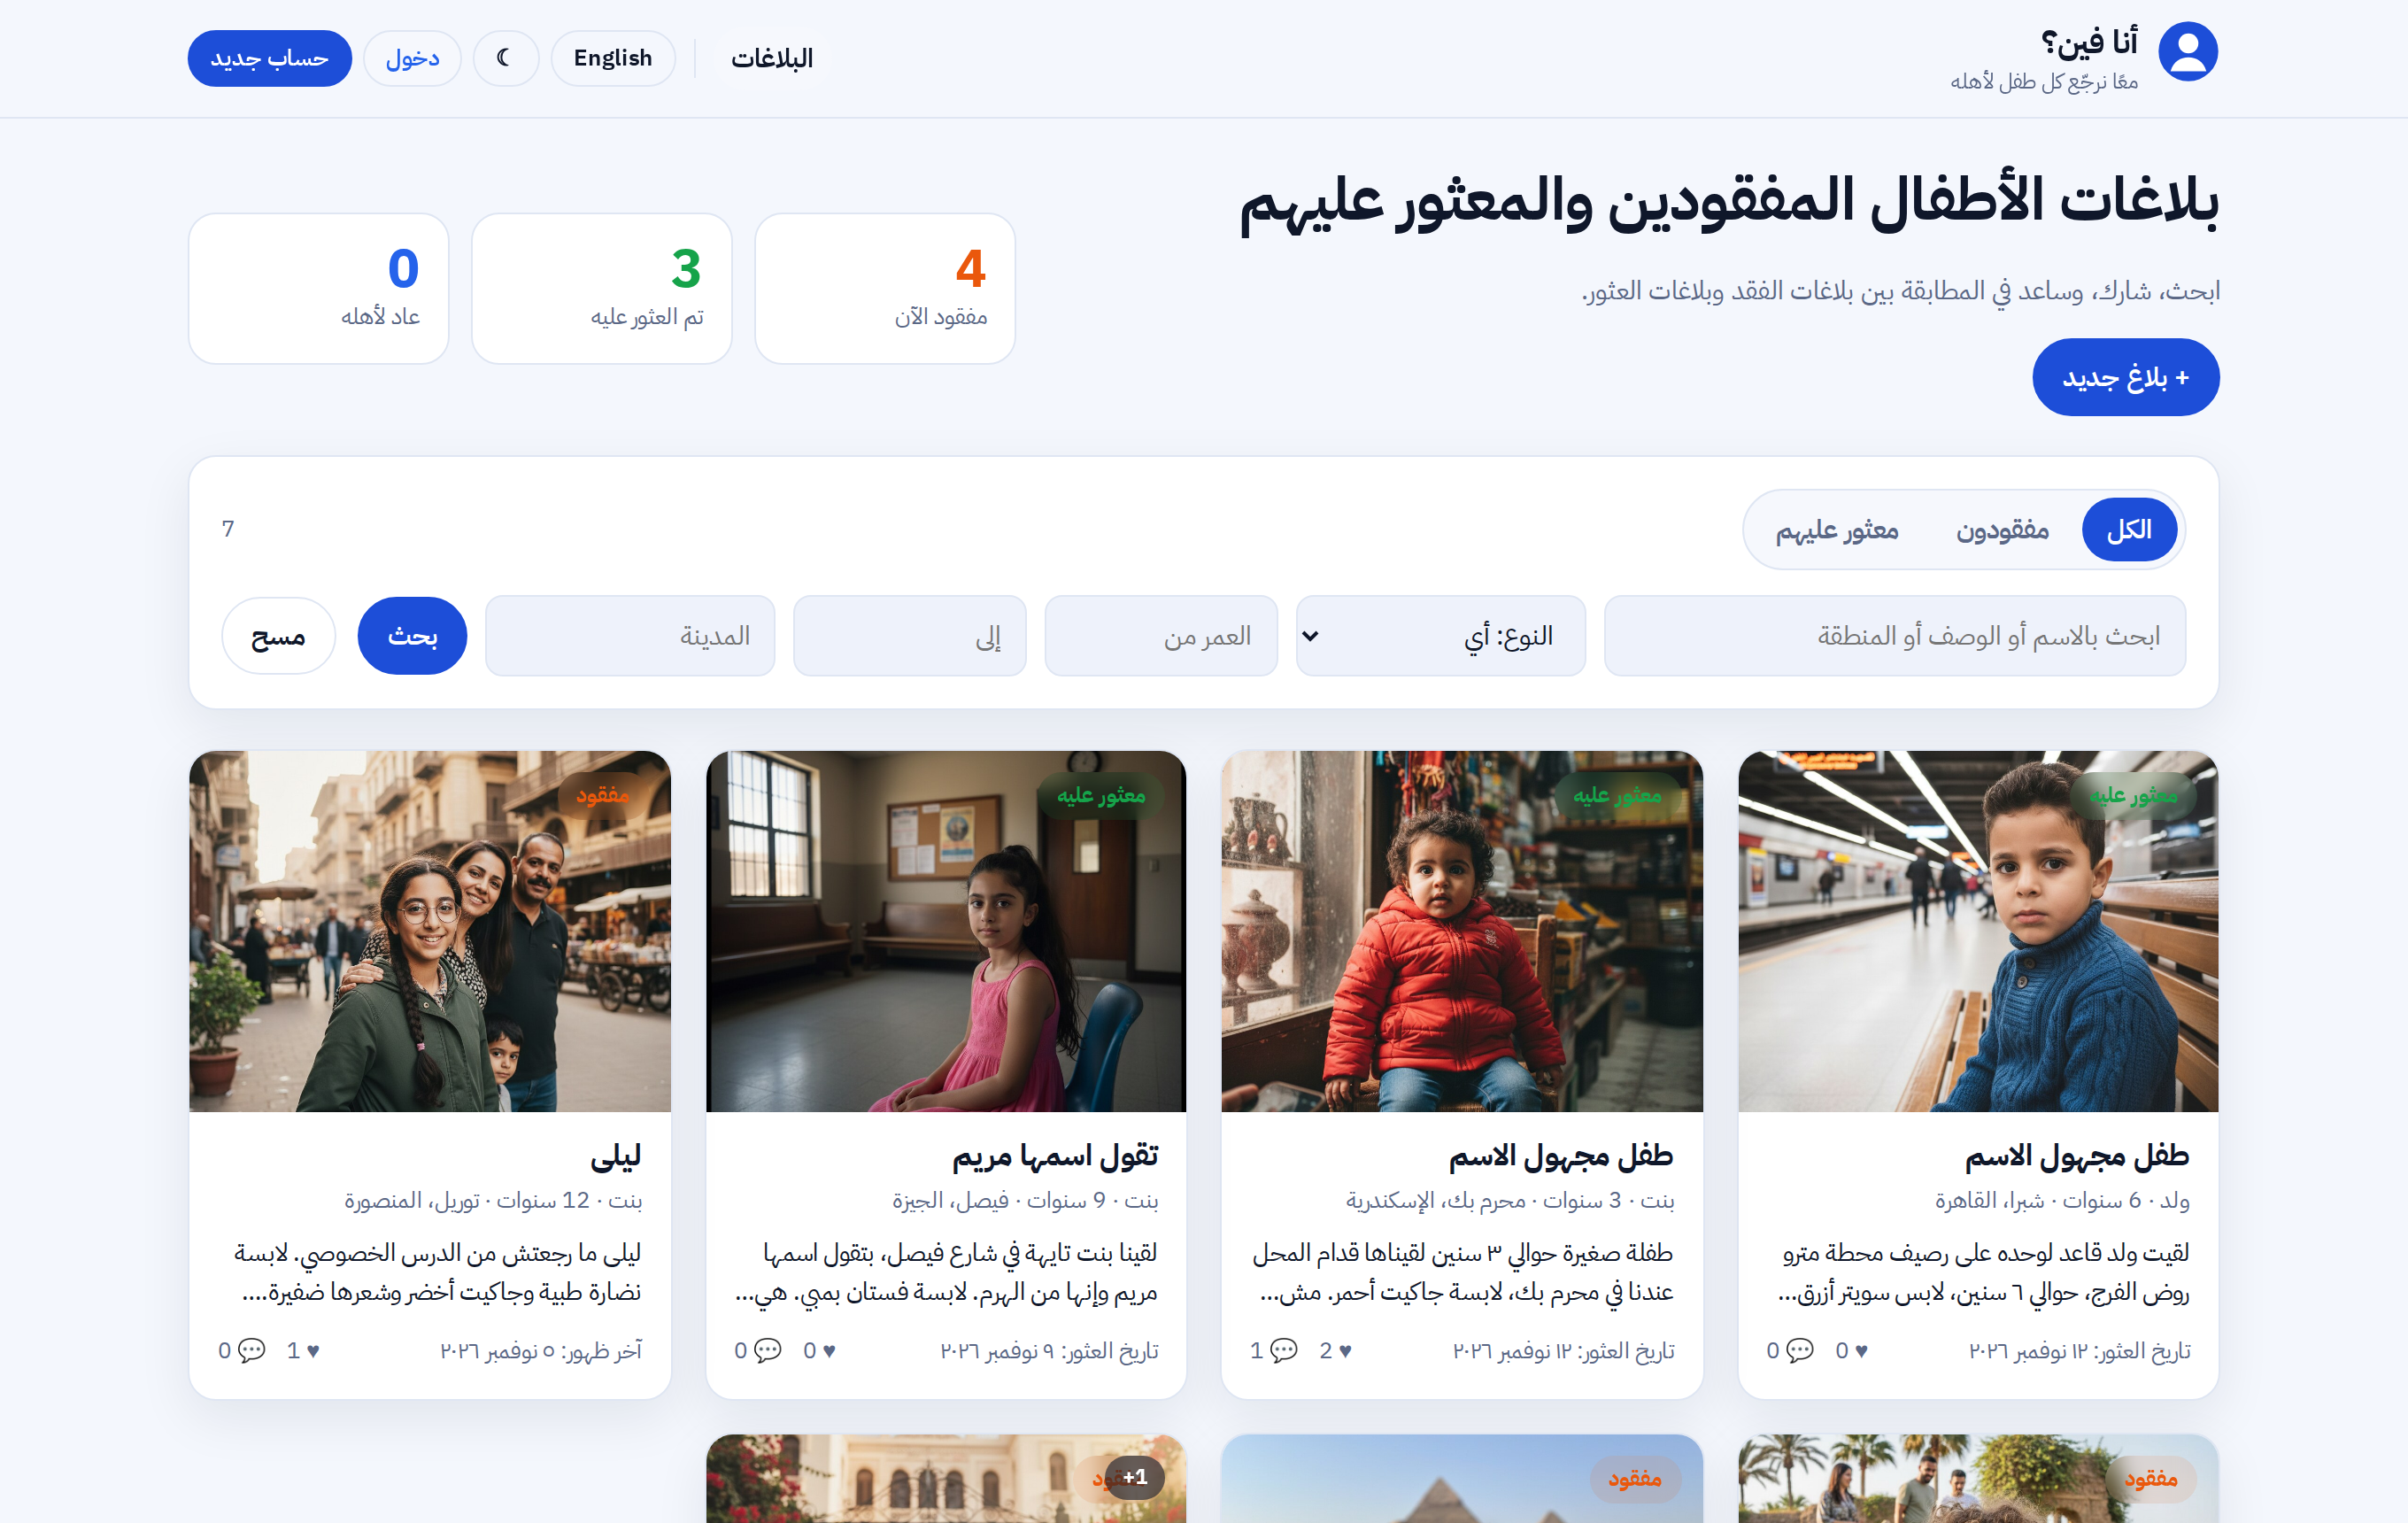 أنا فين؟
معًا نرجّع كل طفل لأهله
البلاغات
English
دخول
حساب جديد
بلاغات الأطفال المفقودين والمعثور عليهم
ابحث، شارك، وساعد في المطابقة بين بلاغات الفقد وبلاغات العثور.
+ بلاغ جديد
4
مفقود الآن
3
تم العثور عليه
0
عاد لأهله
الكل
مفقودون
معثور عليهم
7
ابحث بالاسم أو الوصف أو المنطقة
النوع: أي
العمر من
إلى
المدينة
بحث
مسح
معثور عليه
طفل مجهول الاسم
ولد · 6 سنوات · شبرا، القاهرة
لقيت ولد قاعد لوحده على رصيف محطة مترو
روض الفرج، حوالي ٦ سنين، لابس سويتر أزرق...
تاريخ العثور: ١٢ نوفمبر ٢٠٢٦
♥ 0 💬 0
معثور عليه
طفل مجهول الاسم
بنت · 3 سنوات · محرم بك، الإسكندرية
طفلة صغيرة حوالي ٣ سنين لقيناها قدام المحل
عندنا في محرم بك، لابسة جاكيت أحمر. مش...
تاريخ العثور: ١٢ نوفمبر ٢٠٢٦
♥ 2 💬 1
معثور عليه
تقول اسمها مريم
بنت · 9 سنوات · فيصل، الجيزة
لقينا بنت تايهة في شارع فيصل، بتقول اسمها
مريم وإنها من الهرم. لابسة فستان بمبي. هي...
تاريخ العثور: ٩ نوفمبر ٢٠٢٦
♥ 0 💬 0
مفقود
ليلى
بنت · 12 سنوات · توريل، المنصورة
ليلى ما رجعتش من الدرس الخصوصي. لابسة
نضارة طبية وجاكيت أخضر وشعرها ضفيرة....
آخر ظهور: ٥ نوفمبر ٢٠٢٦
♥ 1 💬 0
مفقود
مفقود
مفقود
+1